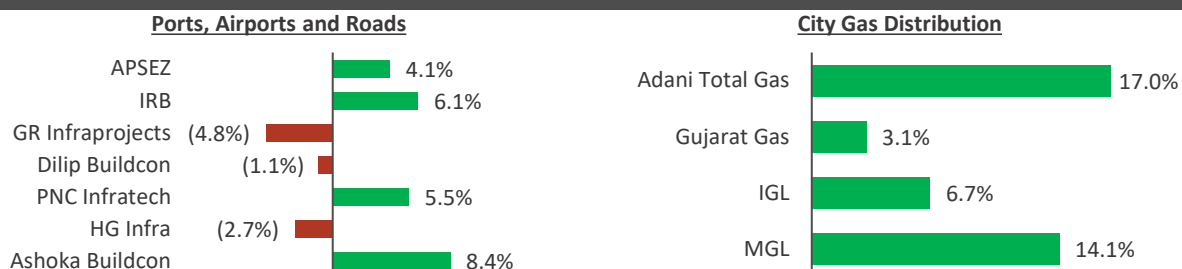 Ports, Airports and Roads
APSEZ 4.1%
IRB 6.1%
GR Infraprojects (4.8%)
Dilip Buildcon (1.1%)
PNC Infratech 5.5%
HG Infra (2.7%)
Ashoka Buildcon 8.4%
City Gas Distribution
Adani Total Gas 17.0%
Gujarat Gas 3.1%
IGL 6.7%
MGL 14.1%